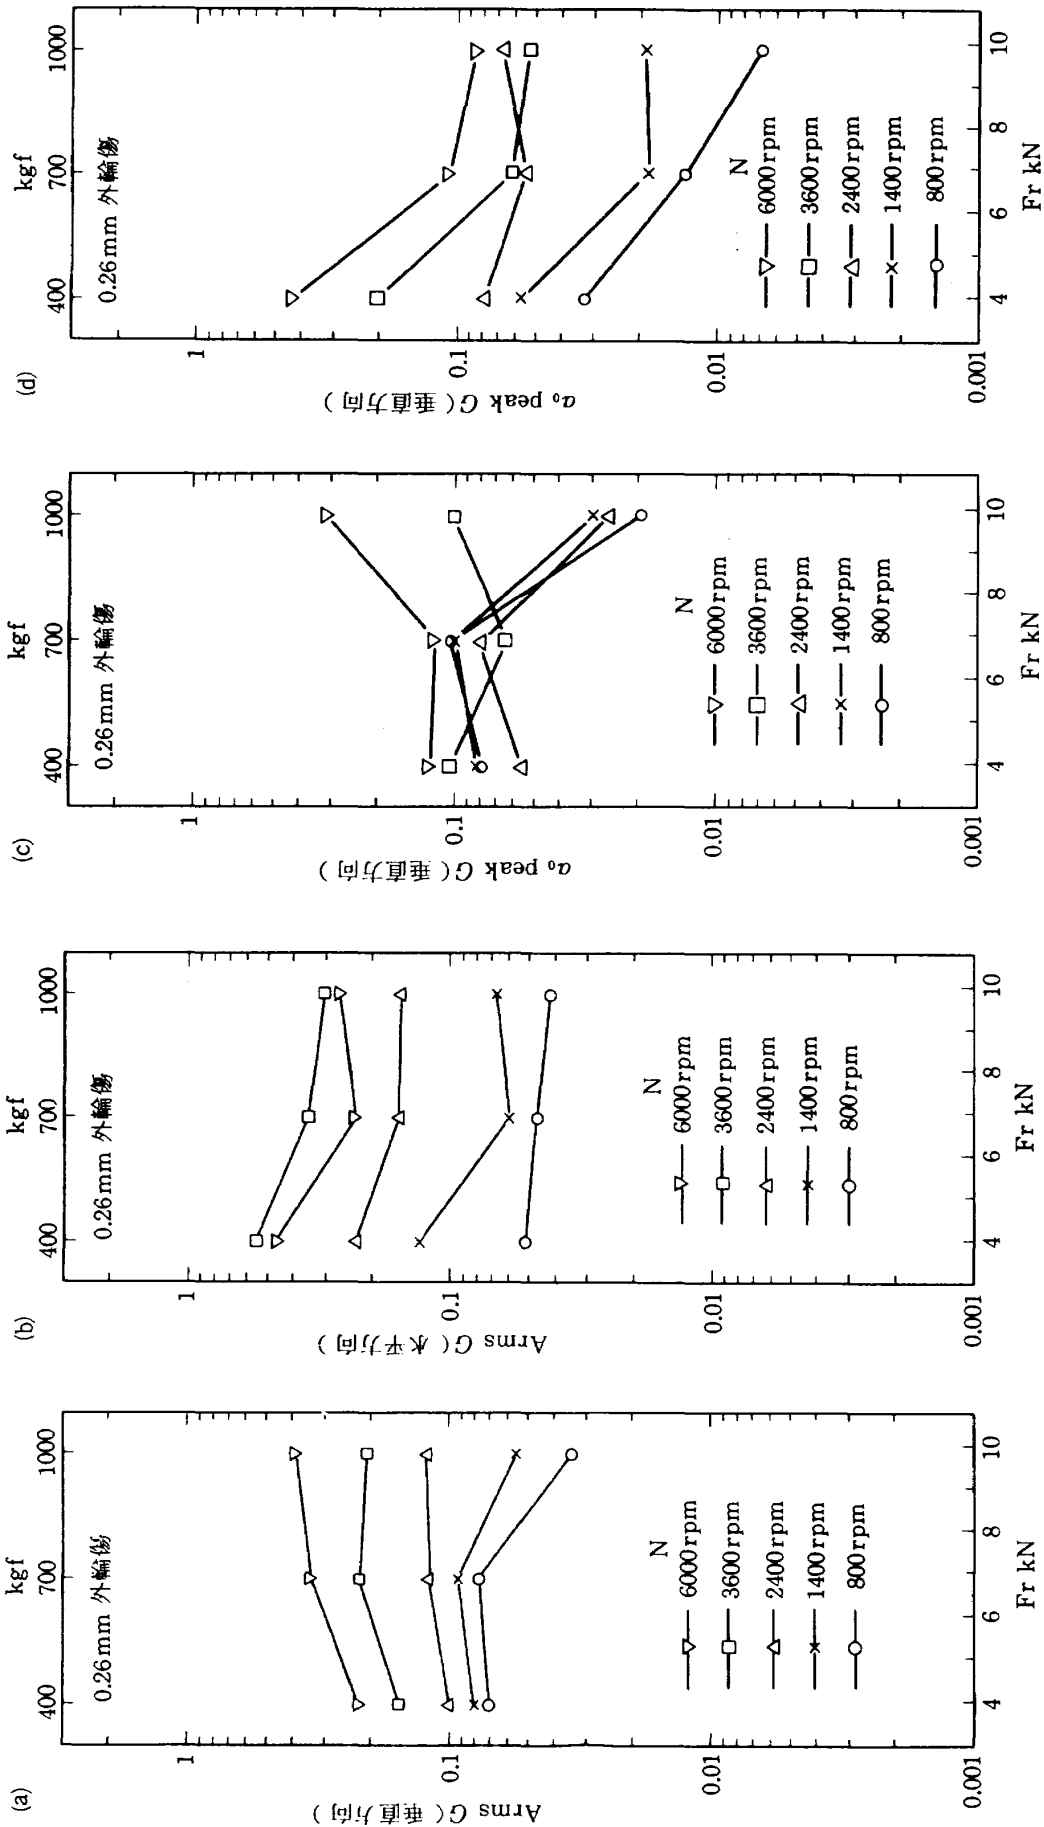 (a)
kgf
400
700
1000
0.26mm 外輪傷
1
0.1
0.01
0.001
Arms G (垂直方向)
N
6000rpm
3600rpm
2400rpm
1400rpm
800rpm
4
6
8
10
Fr kN
(b)
kgf
400
700
1000
0.26mm 外輪傷
1
0.1
0.01
0.001
Arms G (水平方向)
N
6000rpm
3600rpm
2400rpm
1400rpm
800rpm
4
6
8
10
Fr kN
(c)
kgf
400
700
1000
0.26mm 外輪傷
1
0.1
0.01
0.001
α₀ peak G (垂直方向)
N
6000rpm
3600rpm
2400rpm
1400rpm
800rpm
4
6
8
10
Fr kN
(d)
kgf
400
700
1000
0.26mm 外輪傷
1
0.1
0.01
0.001
α₀ peak G (垂直方向)
N
6000rpm
3600rpm
2400rpm
1400rpm
800rpm
4
6
8
10
Fr kN